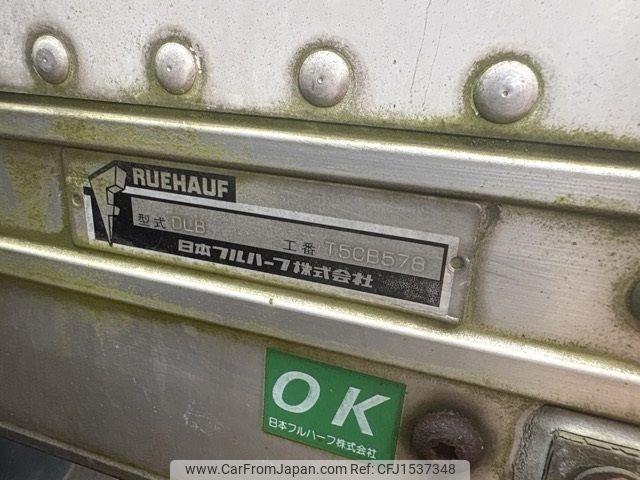 FRUEHAUF
型式 DLB 工番 T5CB578
日本フルハーフ株式会社
OK
日本フルハーフ株式会社
www.CarFromJapan.com - CFJ1537348